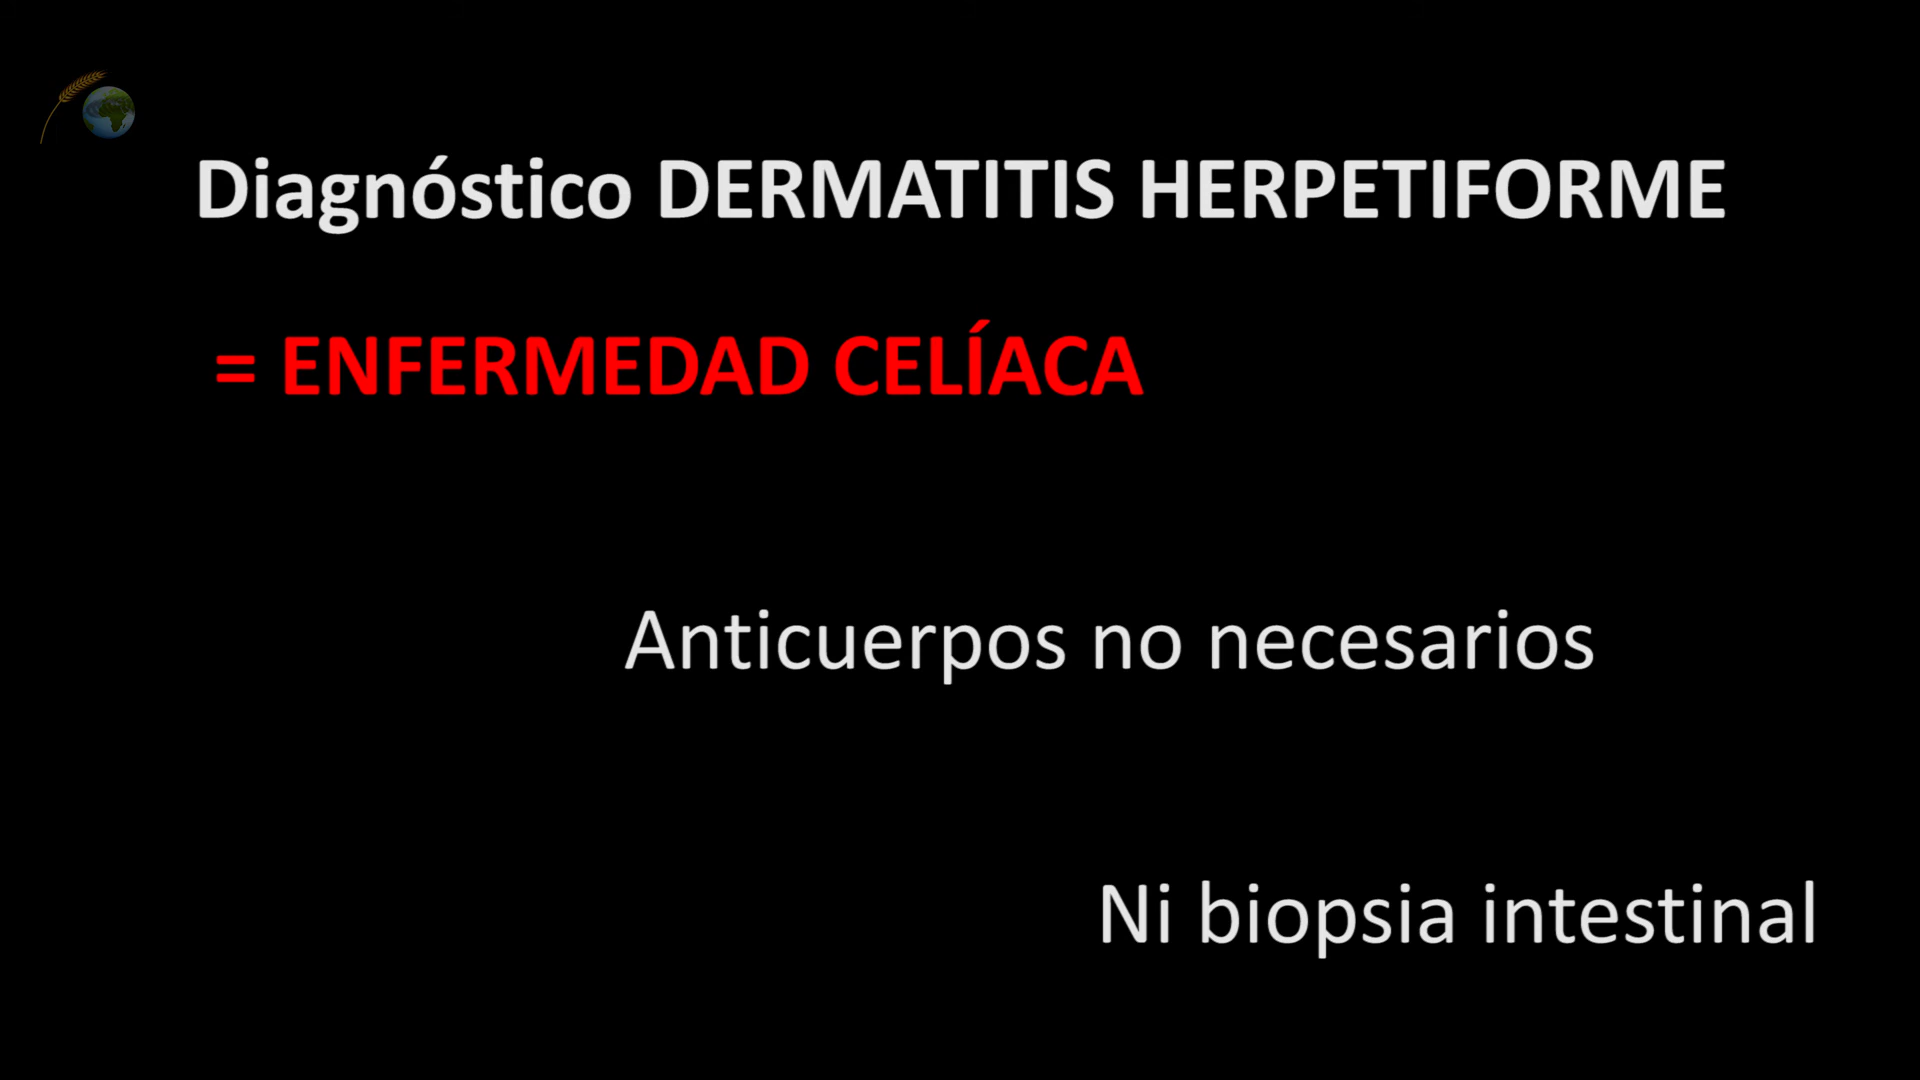 Diagnóstico DERMATITIS HERPETIFORME
= ENFERMEDAD CELÍACA
Anticuerpos no necesarios
Ni biopsia intestinal